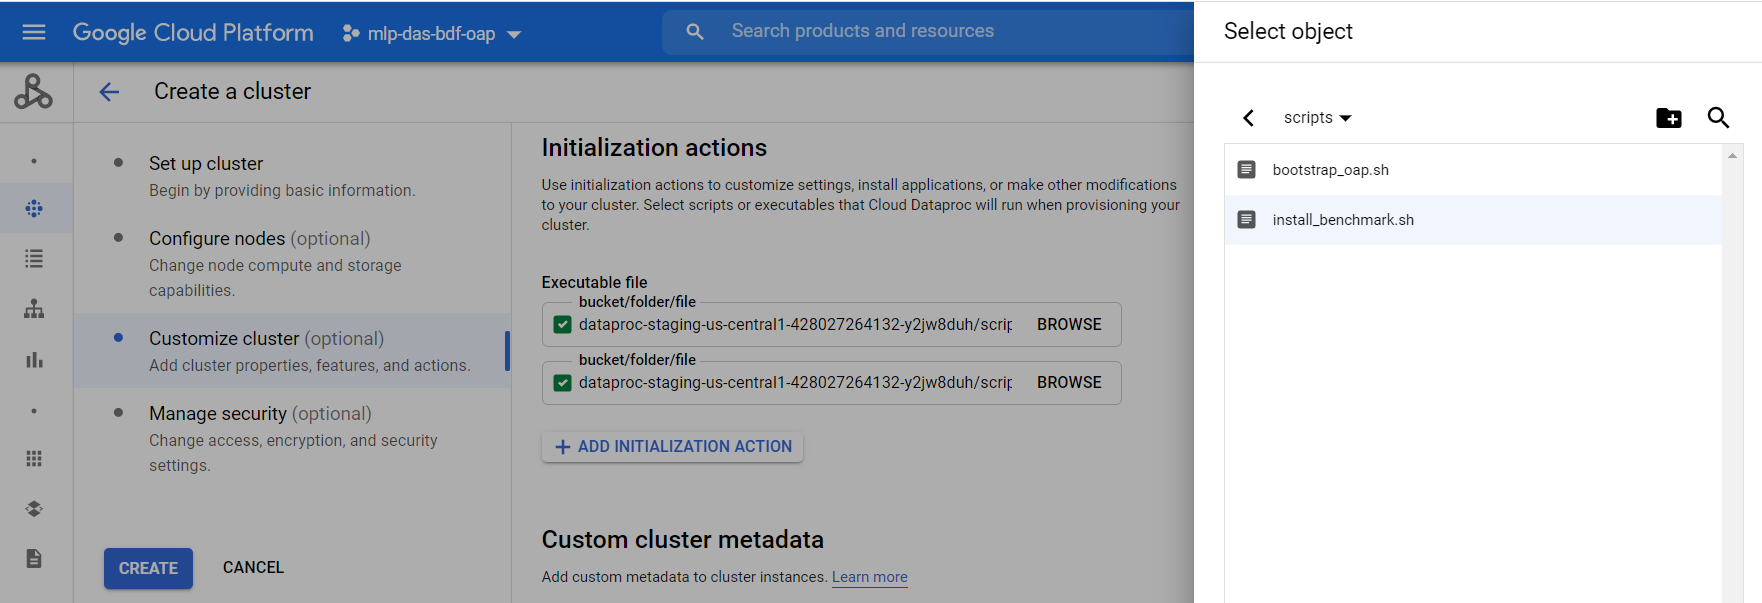 Google Cloud Platform
mlp-das-bdf-oap
Search products and resources
Select object
Create a cluster
scripts
Set up cluster
Begin by providing basic information.
Configure nodes (optional)
Change node compute and storage
capabilities.
Customize cluster (optional)
Add cluster properties, features, and actions.
Manage security (optional)
Change access, encryption, and security
settings.
CREATE
CANCEL
Initialization actions
Use initialization actions to customize settings, install applications, or make other modifications
to your cluster. Select scripts or executables that Cloud Dataproc will run when provisioning your
cluster.
Executable file
bucket/folder/file
dataproc-staging-us-central1-428027264132-y2jw8duh/scrip
BROWSE
bucket/folder/file
dataproc-staging-us-central1-428027264132-y2jw8duh/scrip
BROWSE
ADD INITIALIZATION ACTION
Custom cluster metadata
Add custom metadata to cluster instances. Learn more
bootstrap_oap.sh
install_benchmark.sh